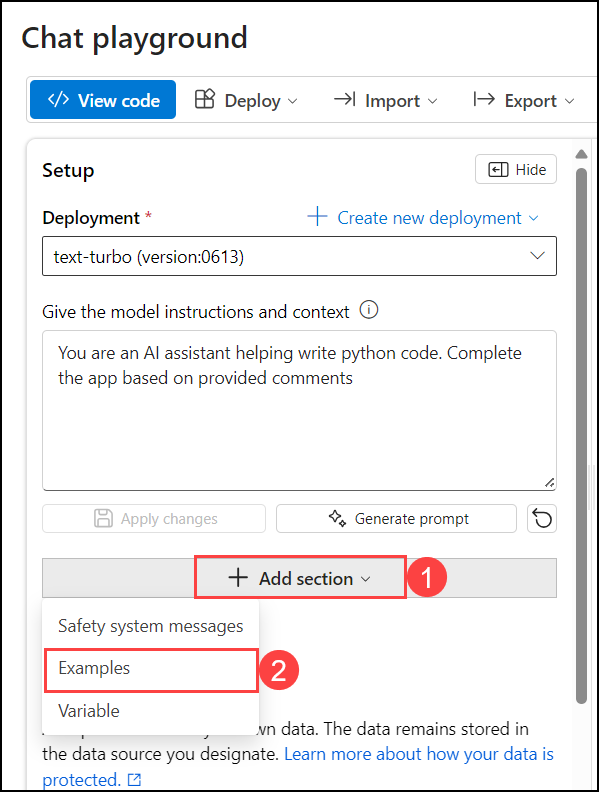 Chat playground
</> View code Deploy Import Export
Setup
Hide
Deployment *
Create new deployment
text-turbo (version:0613)
Give the model instructions and context
You are an AI assistant helping write python code. Complete
the app based on provided comments
Apply changes
Generate prompt
Add section
1
Safety system messages
Examples
2
Variable
own data. The data remains stored in
the data source you designate. Learn more about how your data is
protected.